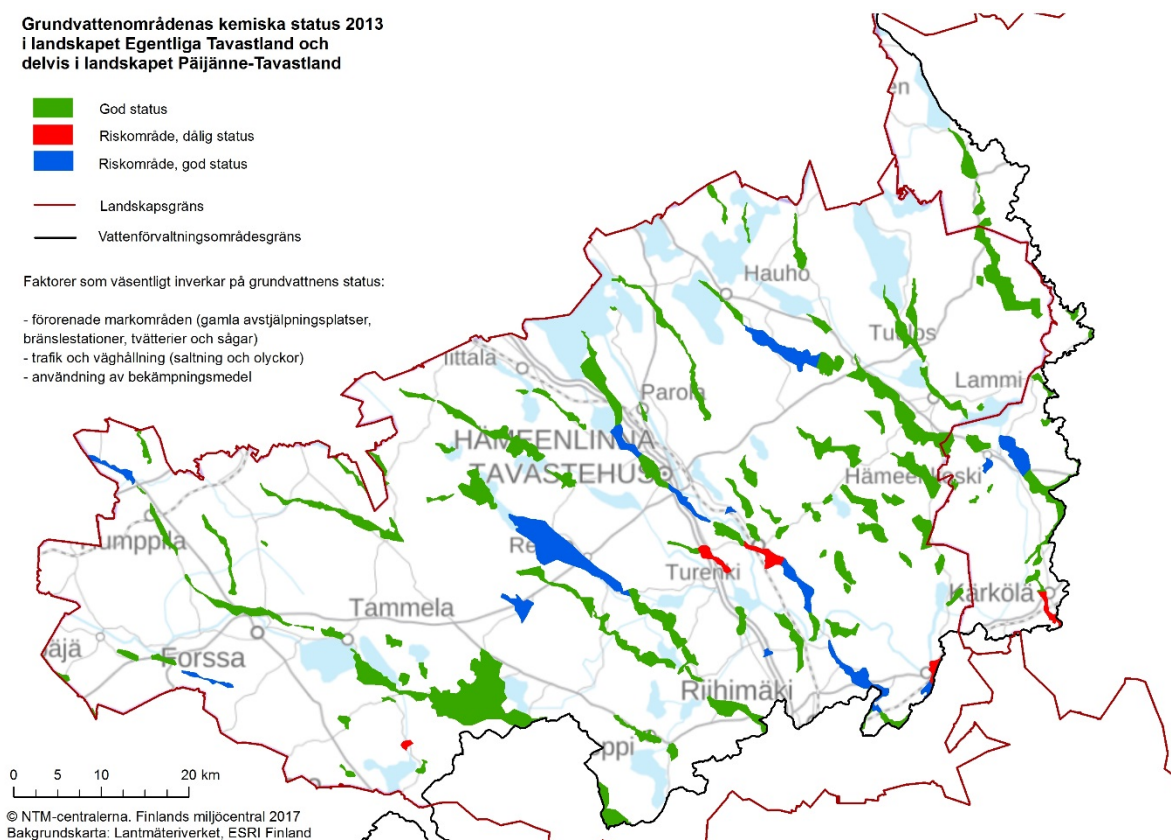 Grundvattenområdenas kemiska status 2013
i landskapet Egentliga Tavastland och
delvis i landskapet Päijänne-Tavastland
God status
Riskområde, dålig status
Riskområde, god status
Landskapsgräns
Vattenförvaltningsområdesgräns
Faktorer som väsentligt inverkar på grundvattnens status:
- förorenade markområden (gamla avstjälpningsplatser,
bränslestationer, tvätterier och sågar)
- trafik och väghållning (saltning och olyckor)
- användning av bekämpningsmedel
en
Hauho
Tuulos
Iittala
Parola
Lammi
HÄMEENLINNA
TAVASTEHUS
Hämeenkoski
Humppila
Turenki
Kärkölä
Tammela
Forssa
Riihimäki
0 5 10 20 km
© NTM-centralerna. Finlands miljöcentral 2017
Bakgrundskarta: Lantmäteriverket, ESRI Finland